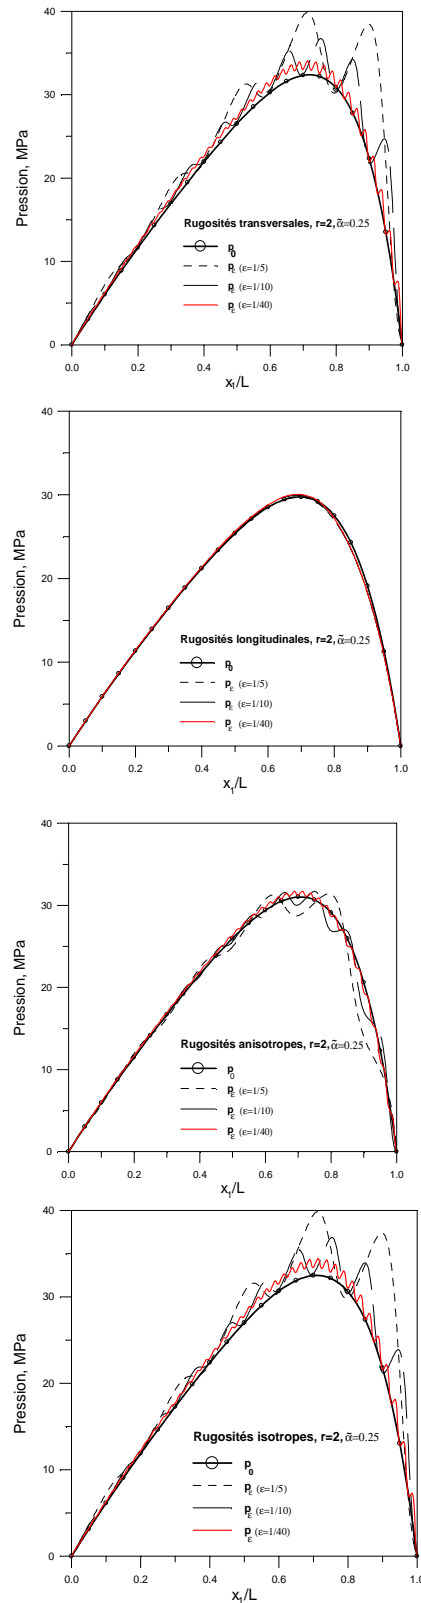 40
30
20
10
0
Pression, MPa
Rugosités transversales, r=2, α̃=0.25
p0
pε (ε=1/5)
pε (ε=1/10)
pε (ε=1/40)
0.0 0.2 0.4 0.6 0.8 1.0
x1/L
40
30
20
10
0
Pression, MPa
Rugosités longitudinales, r=2, α̃=0.25
p0
pε (ε=1/5)
pε (ε=1/10)
pε (ε=1/40)
0.0 0.2 0.4 0.6 0.8 1.0
x1/L
40
30
20
10
0
Pression, MPa
Rugosités anisotropes, r=2, α̃=0.25
p0
pε (ε=1/5)
pε (ε=1/10)
pε (ε=1/40)
0.0 0.2 0.4 0.6 0.8 1.0
x1/L
40
30
20
10
0
Pression, MPa
Rugosités isotropes, r=2, α̃=0.25
p0
pε (ε=1/5)
pε (ε=1/10)
pε (ε=1/40)
0.0 0.2 0.4 0.6 0.8 1.0
x1/L